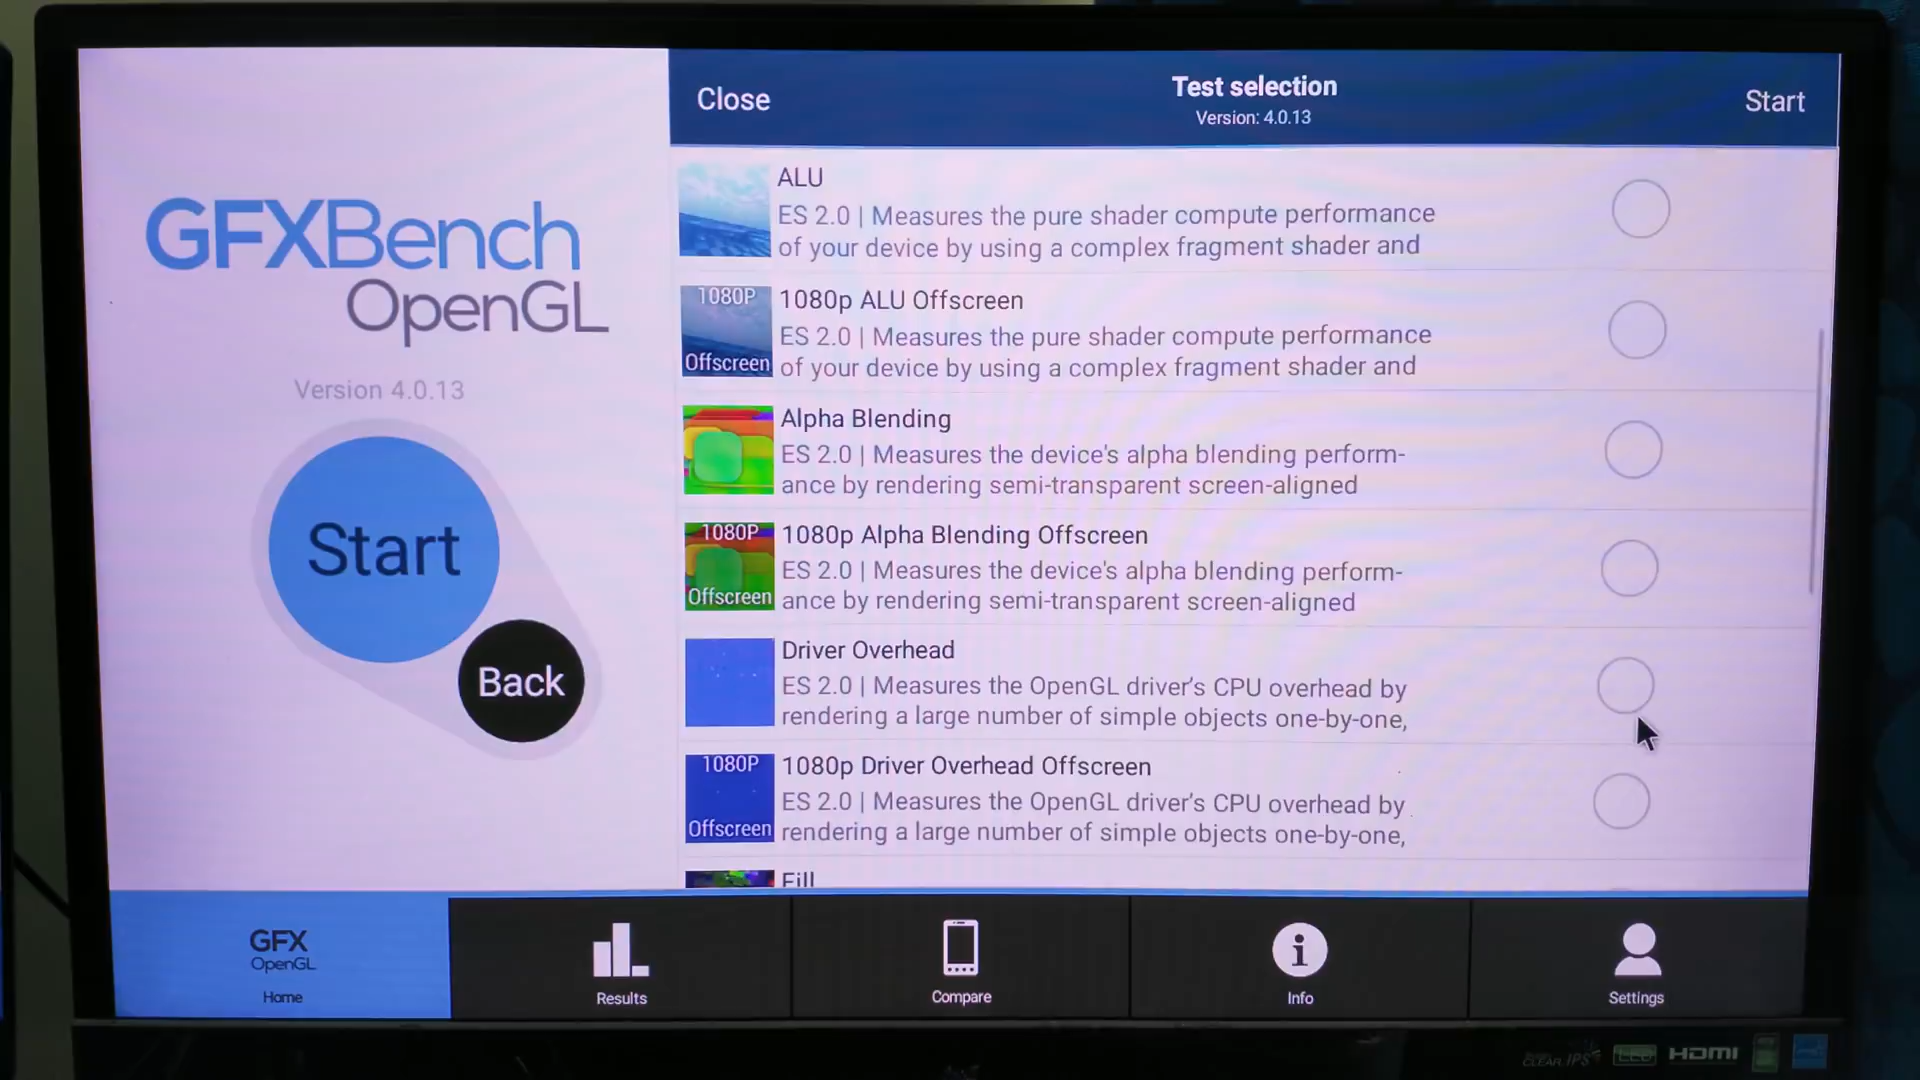 GFXBench
OpenGL
Version 4.0.13
Start
Back
Close
Test selection
Version: 4.0.13
Start
ALU
ES 2.0 | Measures the pure shader compute performance
of your device by using a complex fragment shader and
1080P
Offscreen
1080p ALU Offscreen
ES 2.0 | Measures the pure shader compute performance
of your device by using a complex fragment shader and
Alpha Blending
ES 2.0 | Measures the device's alpha blending perform-
ance by rendering semi-transparent screen-aligned
1080P
Offscreen
1080p Alpha Blending Offscreen
ES 2.0 | Measures the device's alpha blending perform-
ance by rendering semi-transparent screen-aligned
Driver Overhead
ES 2.0 | Measures the OpenGL driver's CPU overhead by
rendering a large number of simple objects one-by-one,
1080P
Offscreen
1080p Driver Overhead Offscreen
ES 2.0 | Measures the OpenGL driver's CPU overhead by
rendering a large number of simple objects one-by-one,
Fill
GFX
OpenGL
Home
Results
Compare
Info
Settings
CLEAR IPS
LED
HDMI